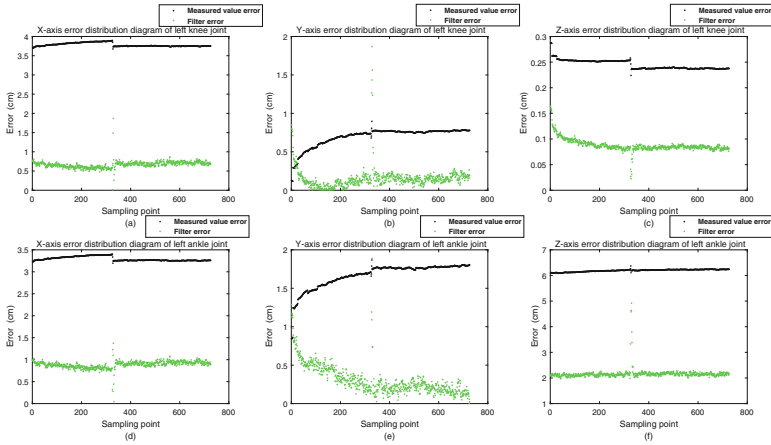 Measured value error
Filter error
X-axis error distribution diagram of left knee joint
4
3.5
3
2.5
2
1.5
1
0.5
0
Error (cm)
0 200 400 600 800
Sampling point
(a)
Measured value error
Filter error
Y-axis error distribution diagram of left knee joint
2
1.5
1
0.5
0
Error (cm)
0 200 400 600 800
Sampling point
(b)
Measured value error
Filter error
Z-axis error distribution diagram of left knee joint
0.3
0.25
0.2
0.15
0.1
0.05
0
Error (cm)
0 200 400 600 800
Sampling point
(c)
Measured value error
Filter error
X-axis error distribution diagram of left ankle joint
3.5
3
2.5
2
1.5
1
0.5
0
Error (cm)
0 200 400 600 800
Sampling point
(d)
Measured value error
Filter error
Y-axis error distribution diagram of left ankle joint
2
1.5
1
0.5
0
Error (cm)
0 200 400 600 800
Sampling point
(e)
Measured value error
Filter error
Z-axis error distribution diagram of left ankle joint
7
6
5
4
3
2
1
Error (cm)
0 200 400 600 800
Sampling point
(f)